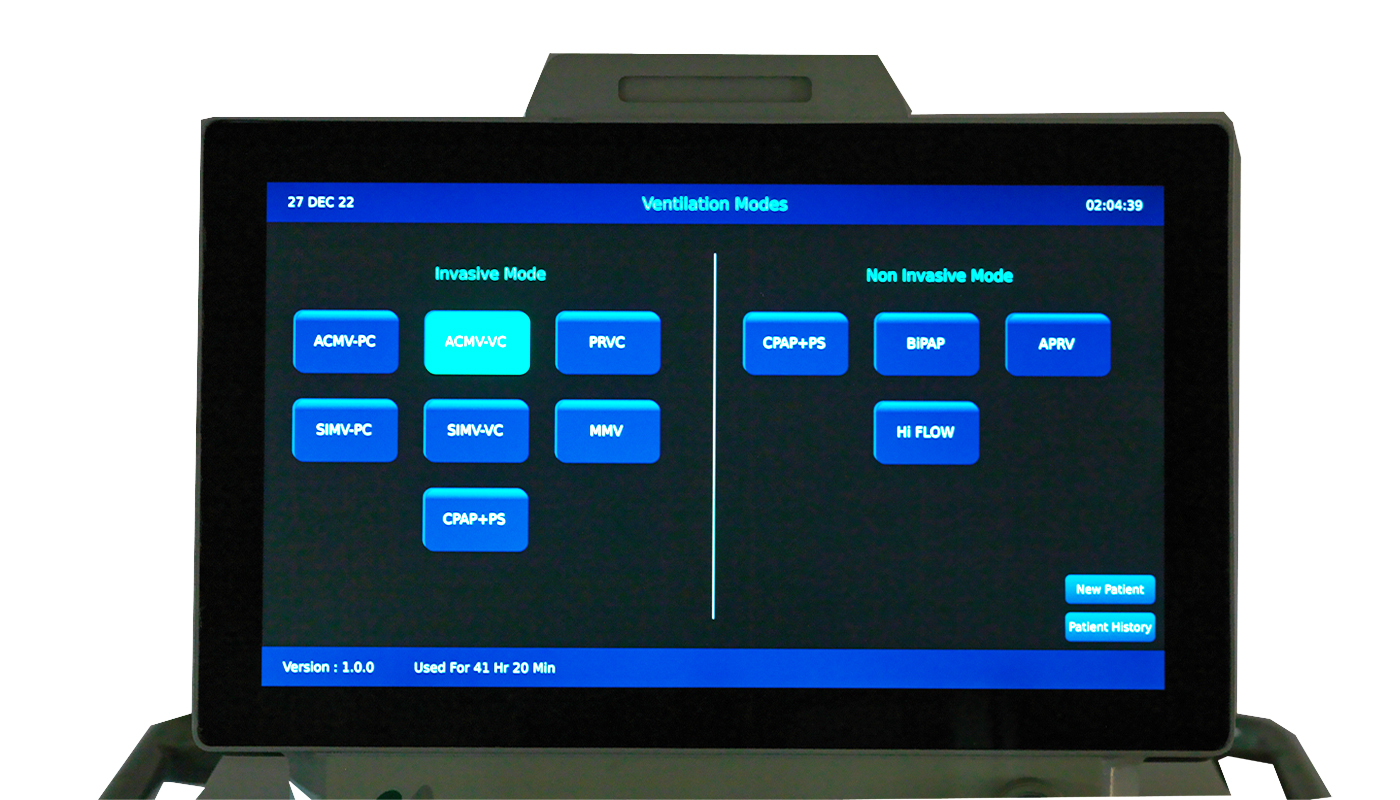 27 DEC 22
Ventilation Modes
02:04:39
Invasive Mode
ACMV-PC
ACMV-VC
PRVC
SIMV-PC
SIMV-VC
MMV
CPAP+PS
Non Invasive Mode
CPAP+PS
BiPAP
APRV
Hi FLOW
New Patient
Patient History
Version : 1.0.0
Used For 41 Hr 20 Min